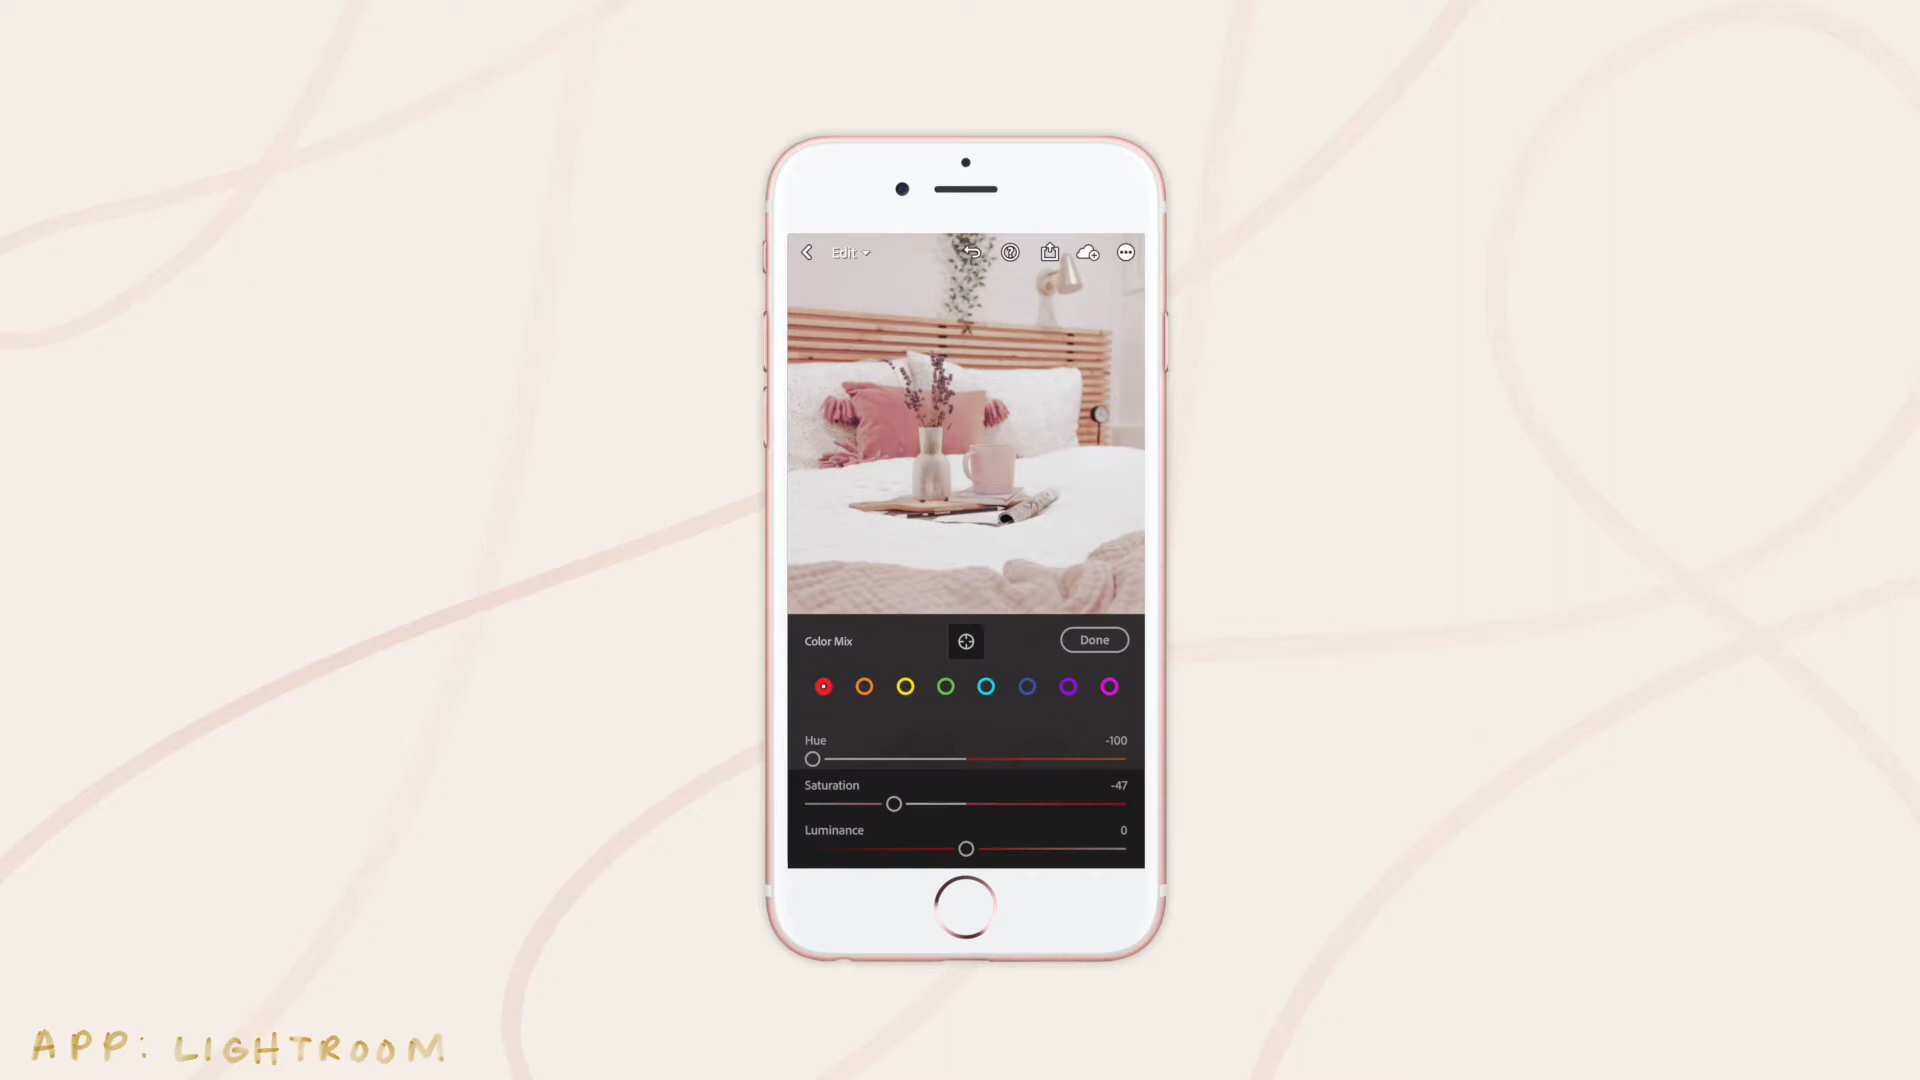 Edit
Color Mix
Done
Hue -100
Saturation -47
Luminance 0
APP: LIGHTROOM